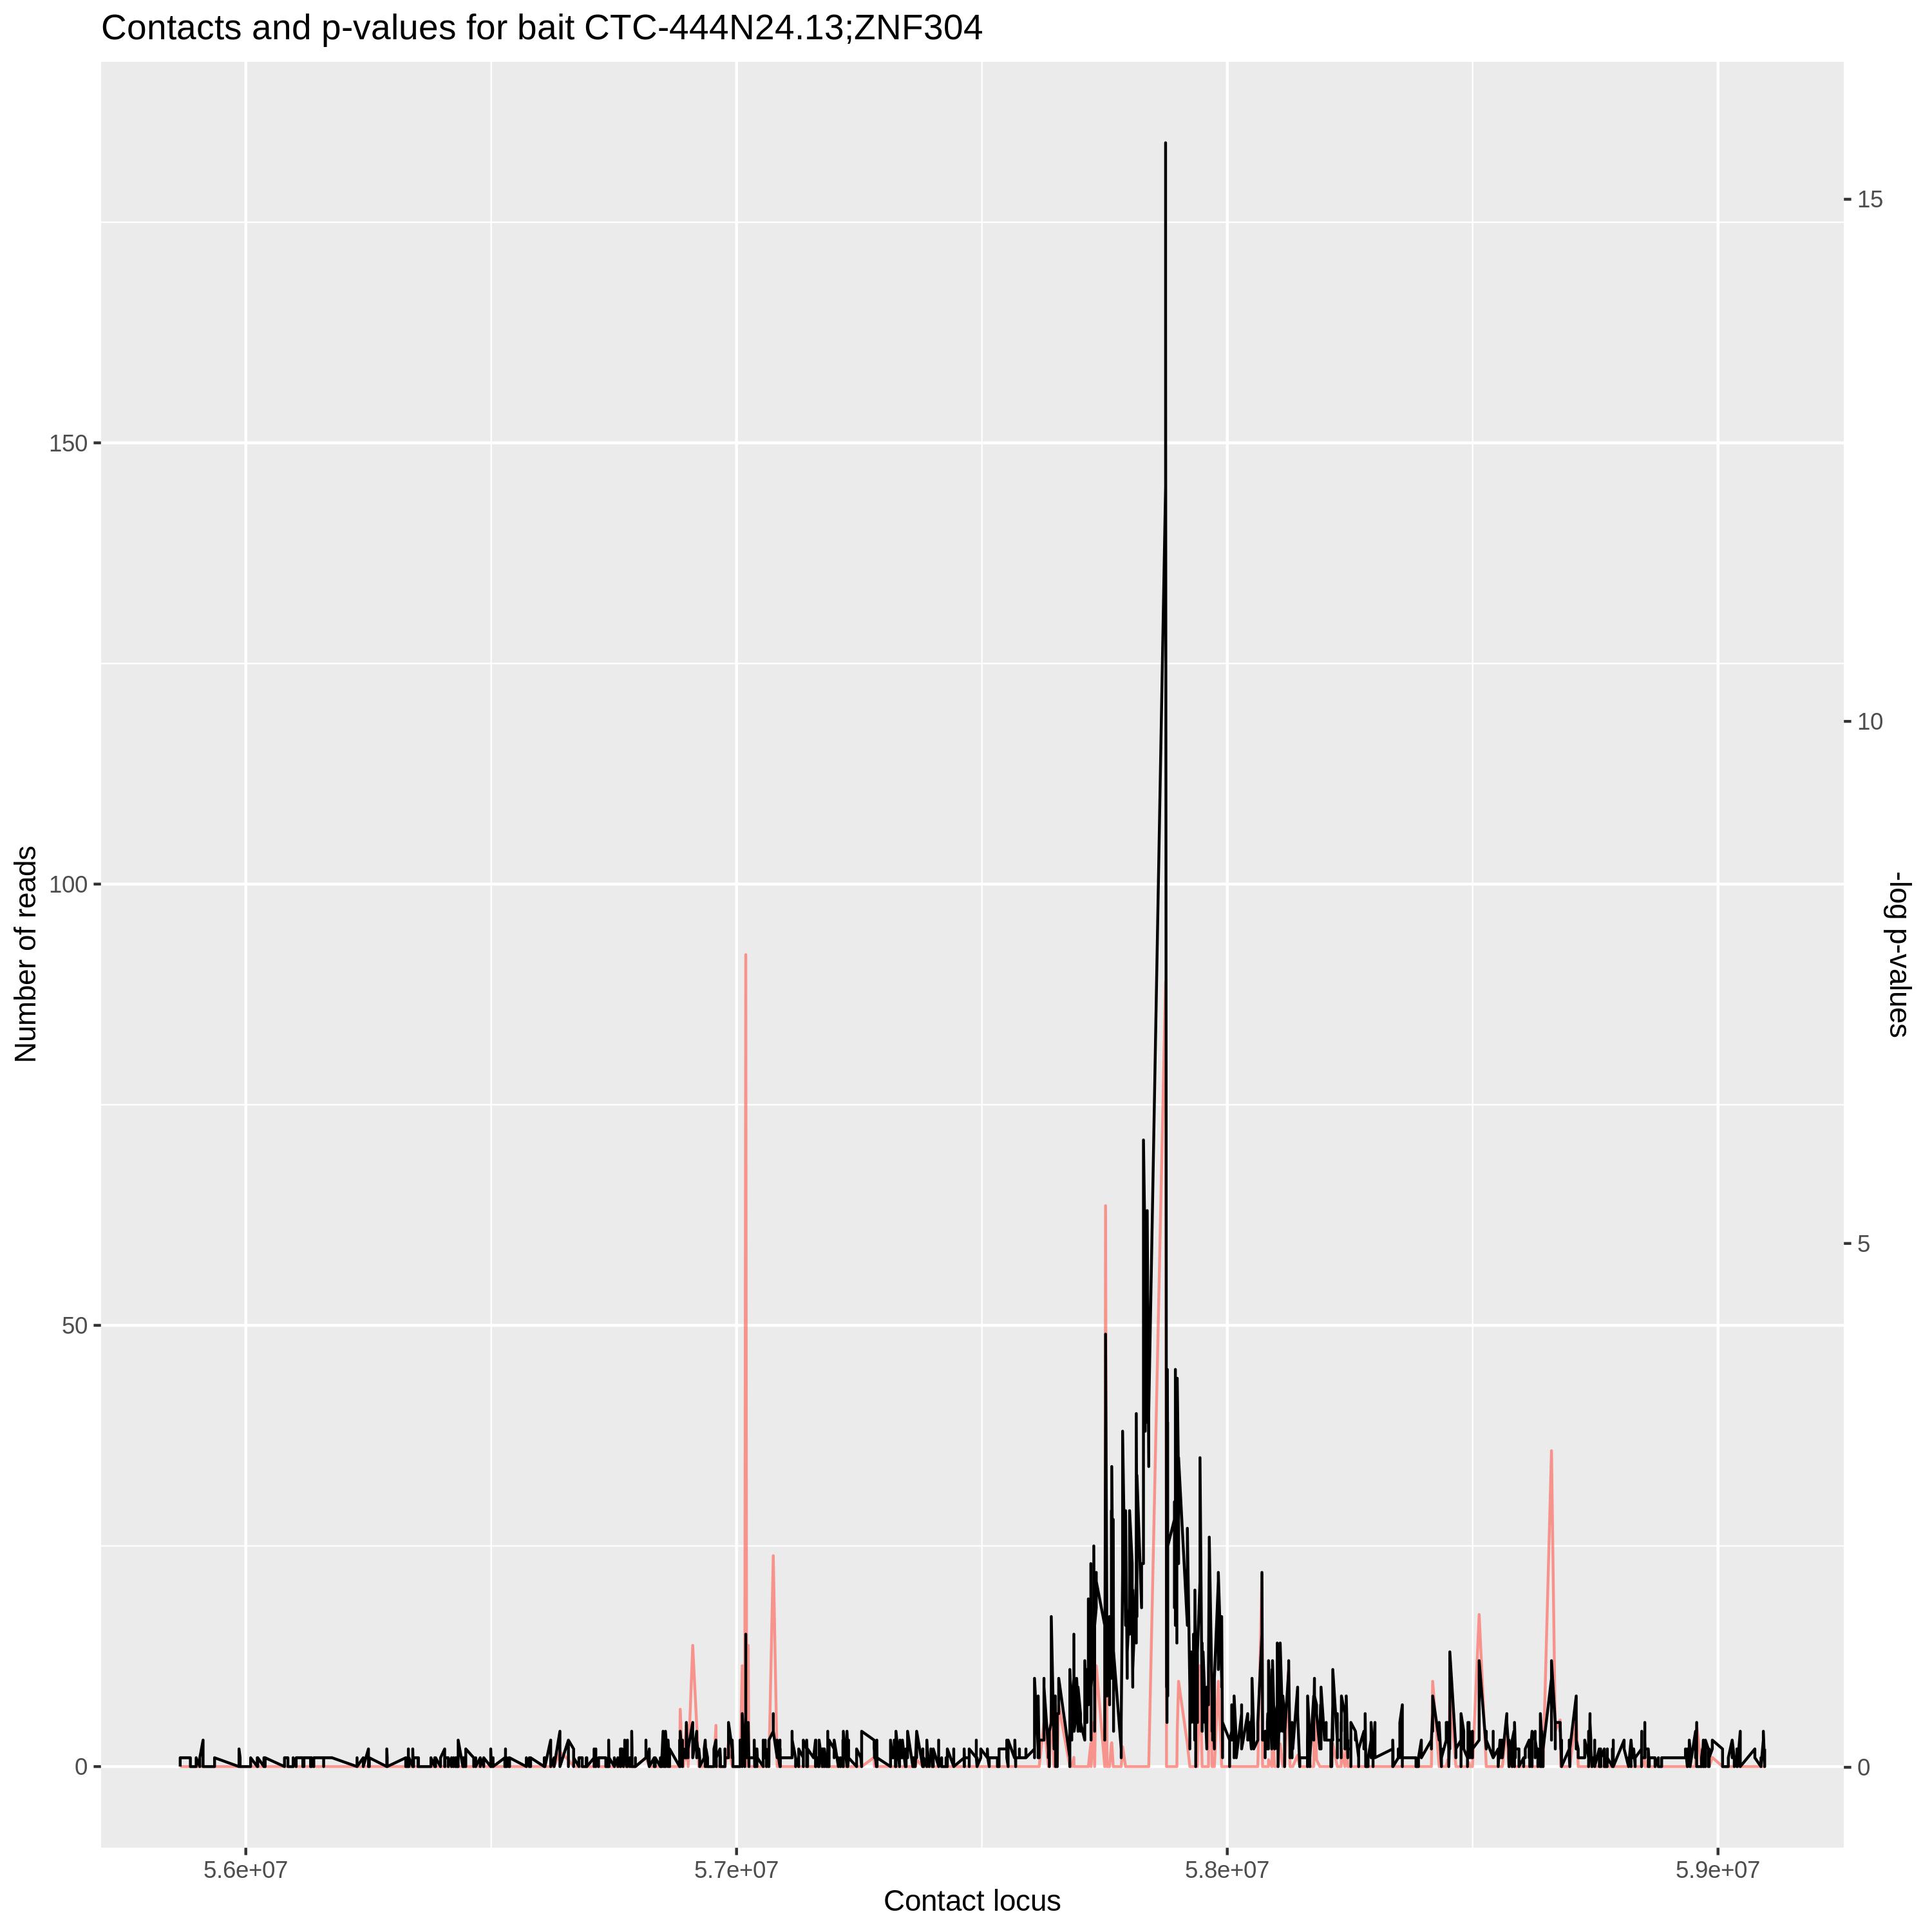 Contacts and p-values for bait CTC-444N24.13;ZNF304
Number of reads
150
100
50
0
15
10
5
0
-log p-values
5.6e+07
5.7e+07
5.8e+07
5.9e+07
Contact locus